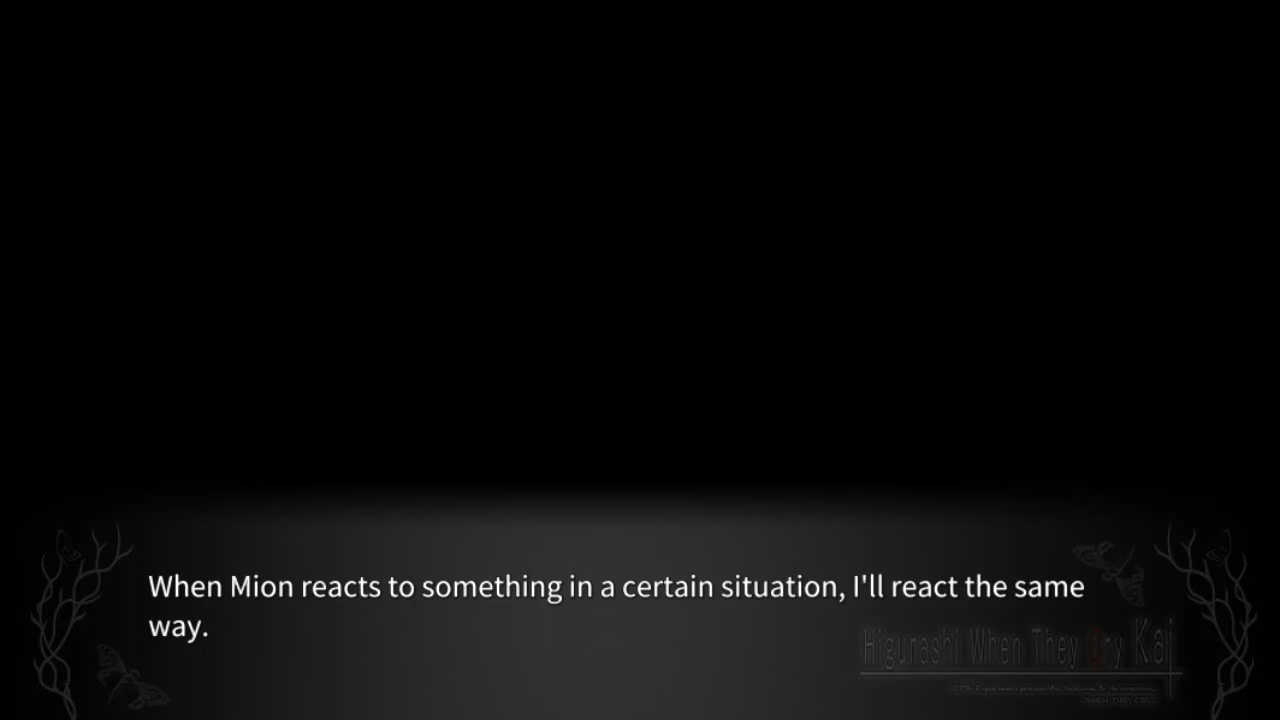 When Mion reacts to something in a certain situation, I'll react the same
way.
Higurashi When They Cry Kai